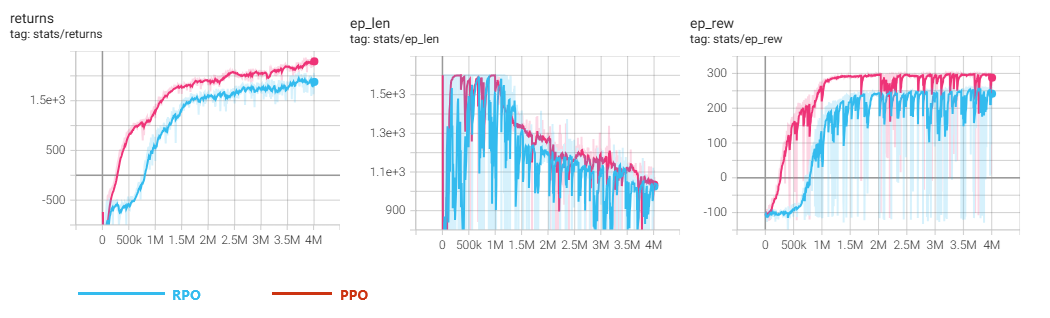 returns
tag: stats/returns
1.5e+3
500
-500
0 500k 1M 1.5M 2M 2.5M 3M 3.5M 4M
ep_len
tag: stats/ep_len
1.5e+3
1.3e+3
1.1e+3
900
0 500k 1M 1.5M 2M 2.5M 3M 3.5M 4M
ep_rew
tag: stats/ep_rew
300
200
100
0
-100
0 500k 1M 1.5M 2M 2.5M 3M 3.5M 4M
RPO
PPO